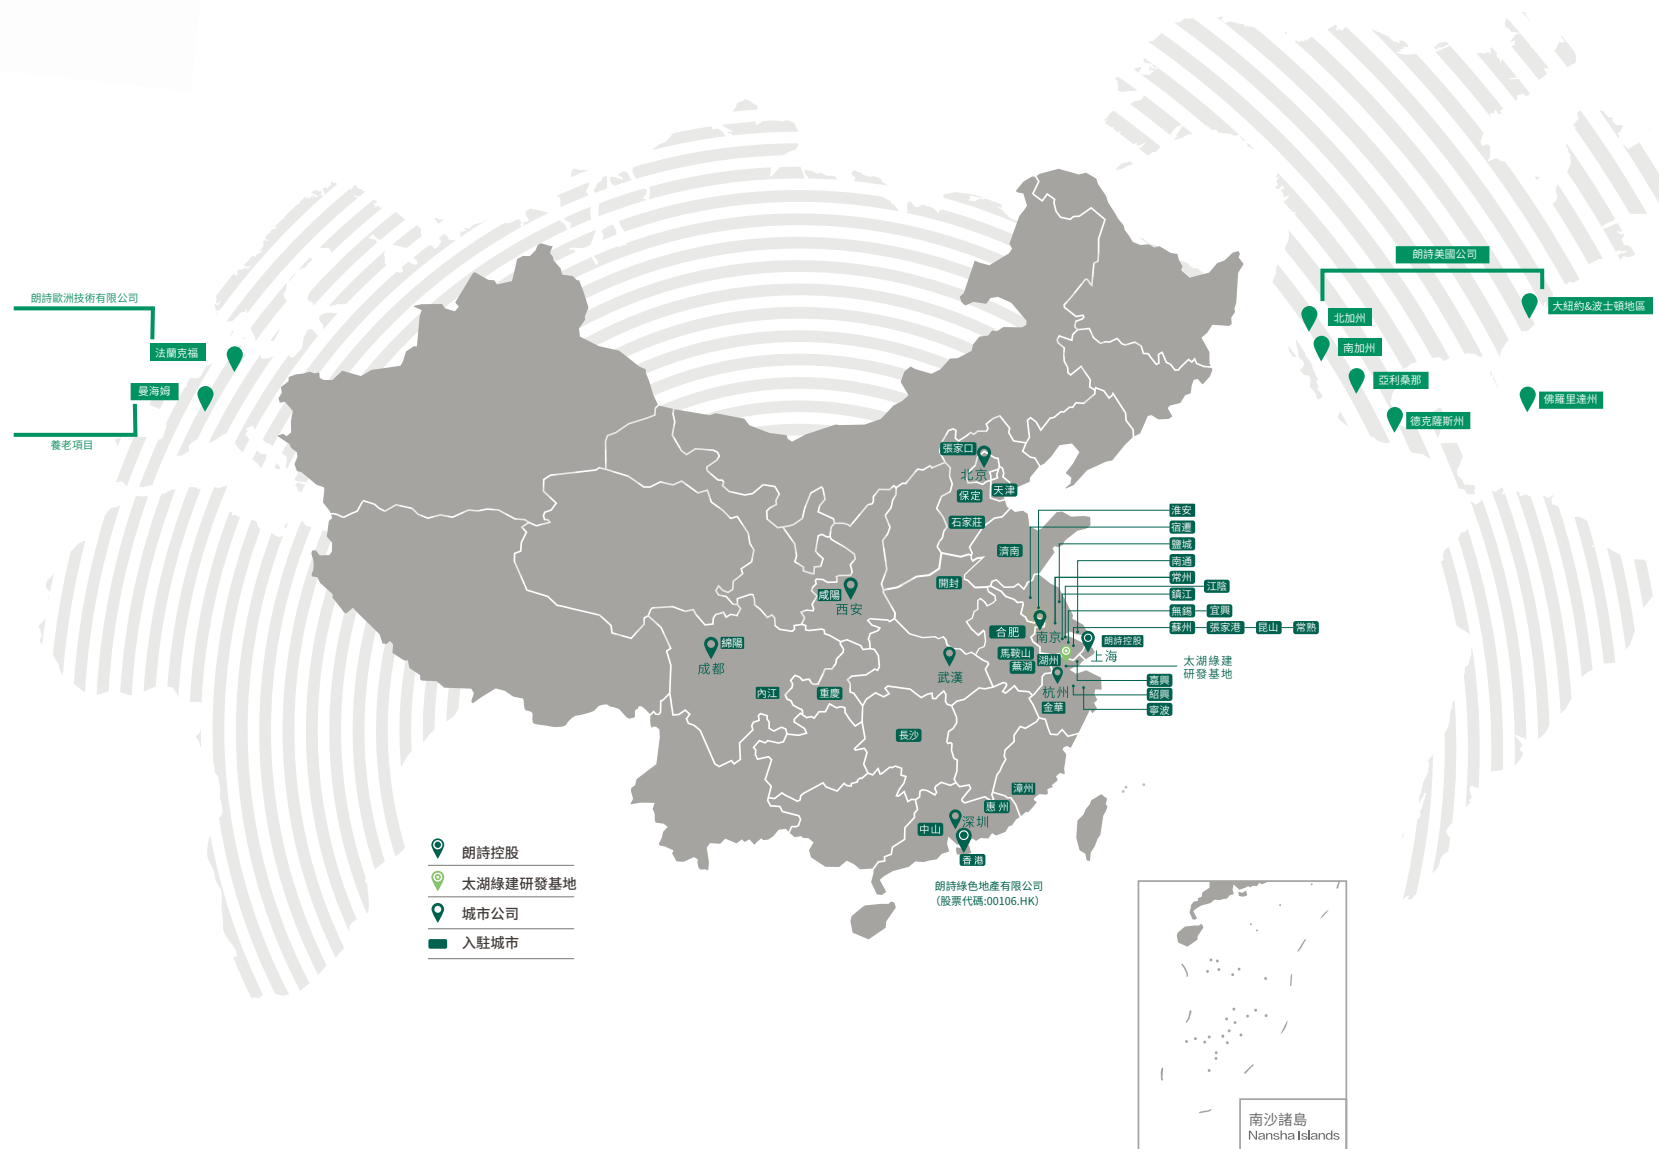 朗詩美國公司
朗詩歐洲技術有限公司
大紐約&波士頓地區
北加州
南加州
法蘭克福
亞利桑那
曼海姆
佛羅里達州
德克薩斯州
養老項目
張家口
北京
天津
保定
石家莊
濟南
開封
咸陽
西安
淮安
宿遷
鹽城
南通
常州
江陰
鎮江
無錫
宜興
蘇州
張家港
昆山
常熟
合肥
南京
朗詩控股
上海
馬鞍山
湖州
蕪湖
太湖綠建
研發基地
綿陽
成都
武漢
杭州
嘉興
紹興
寧波
金華
內江
重慶
長沙
漳州
惠州
深圳
中山
香港
朗詩綠色地產有限公司
(股票代碼:00106.HK)
朗詩控股
太湖綠建研發基地
城市公司
入駐城市
南沙諸島
Nansha Islands